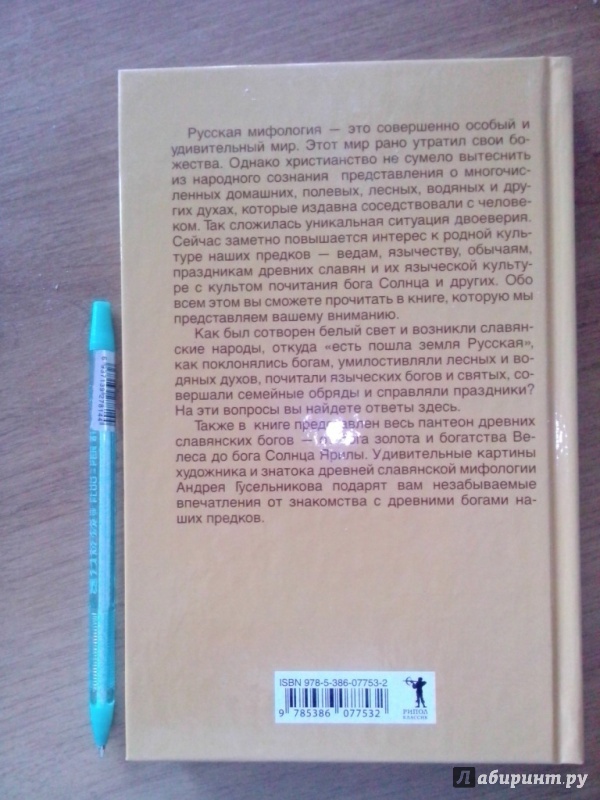 Русская мифология — это совершенно особый и
удивительный мир. Этот мир рано утратил свои бо-
жества. Однако христианство не сумело вытеснить
из народного сознания представления о многочис-
ленных домашних, полевых, лесных, водяных и дру-
гих духах, которые издавна соседствовали с челове-
ком. Так сложилась уникальная ситуация двоеверия.
Сейчас заметно повышается интерес к родной куль-
туре наших предков — ведам, язычеству, обычаям,
праздникам древних славян и их языческой культу-
ре с культом почитания бога Солнца и других. Обо
всем этом вы сможете прочитать в книге, которую мы
представляем вашему вниманию.
Как был сотворен белый свет и возникли славян-
ские народы, откуда «есть пошла земля Русская»,
как поклонялись богам, умилостивляли лесных и во-
дяных духов, почитали языческих богов и святых, со-
вершали семейные обряды и справляли праздники?
На эти вопросы вы найдете ответы здесь.
Также в книге представлен весь пантеон древних
славянских богов — бога золота и богатства Ве-
леса до бога Солнца Ярилы. Удивительные картины
художника и знатока древней славянской мифологии
Андрея Гусельникова подарят вам незабываемые
впечатления от знакомства с древними богами на-
ших предков.
ISBN 978-5-386-07753-2
9 785386 077532
РИПОЛ
КЛАССИК
лабиринт.ру